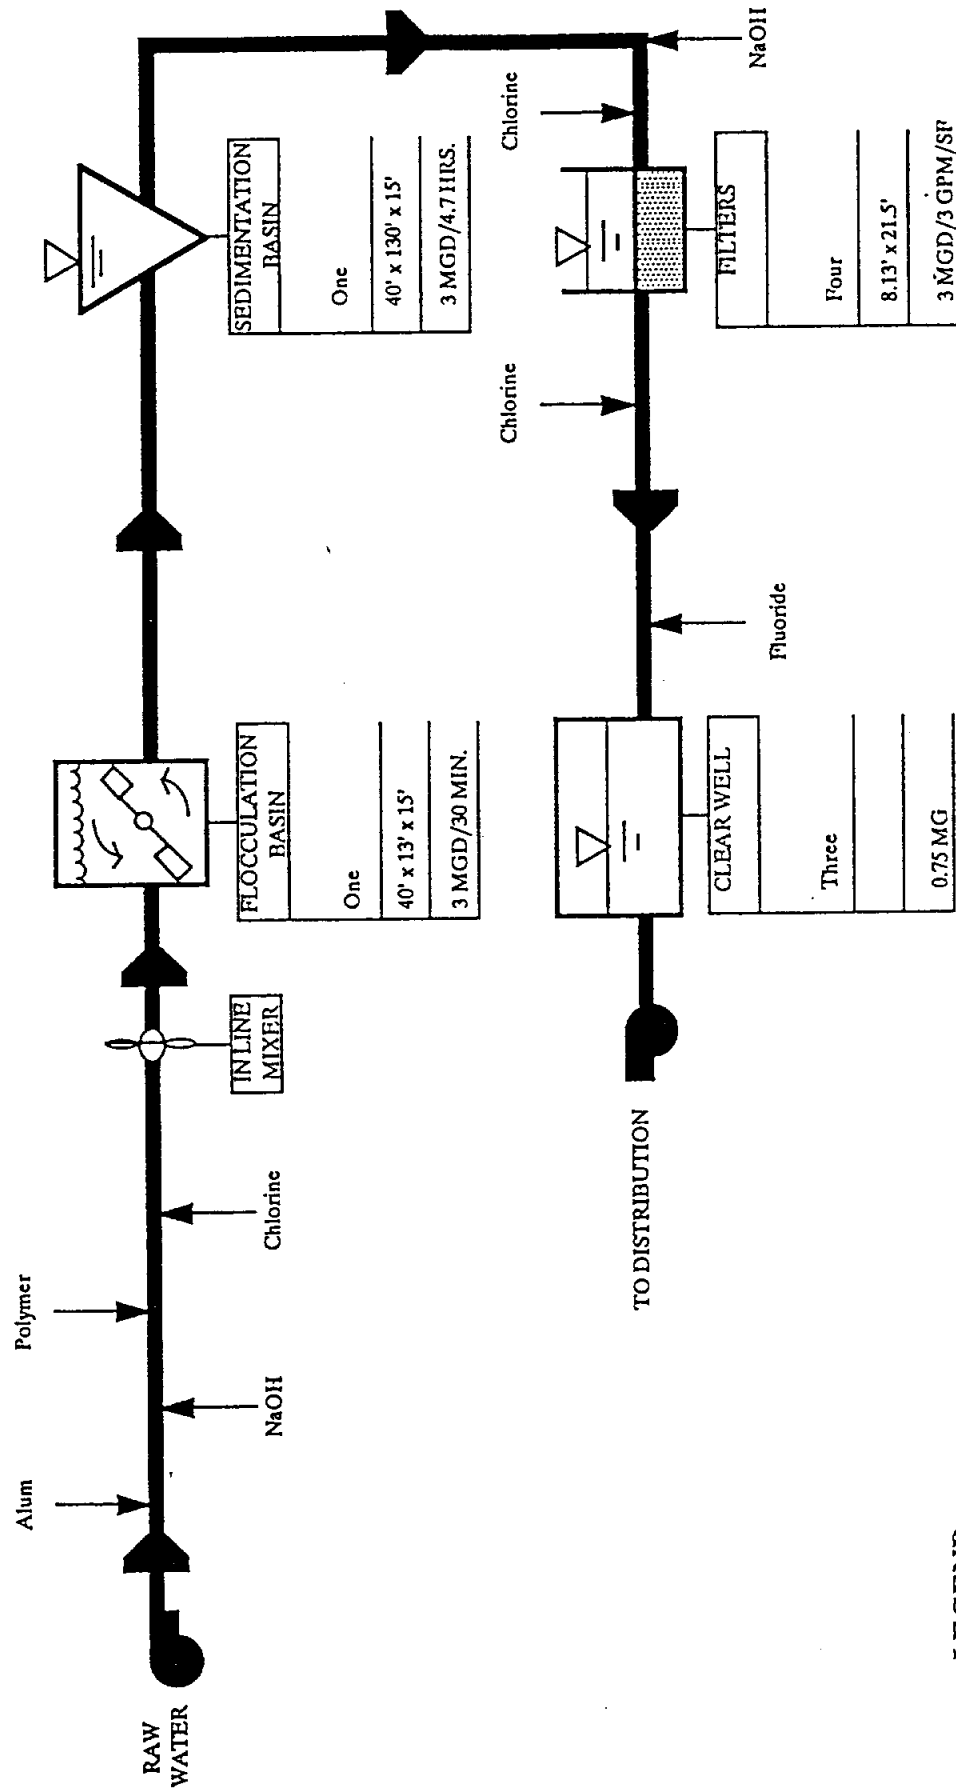 RAW
WATER
Alum
NaOH
Polymer
Chlorine
IN LINE
MIXER
FLOCCULATION
BASIN
One
40' x 13' x 15'
3 MGD/30 MIN.
SEDIMENTATION
BASIN
One
40' x 130' x 15'
3 MGD/4.7 HRS.
NaOH
Chlorine
FILTERS
Four
8.13' x 21.5'
3 MGD/3 GPM/SF
Chlorine
Fluoride
CLEAR WELL
Three
0.75 MG
TO DISTRIBUTION